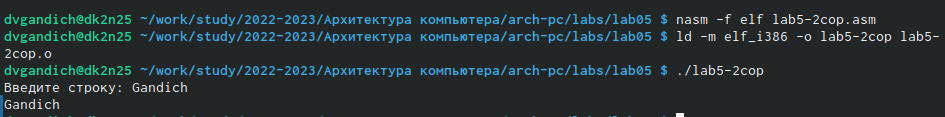 dvgandich@dk2n25 ~/work/study/2022-2023/Архитектура компьютера/arch-pc/labs/lab05 $ nasm -f elf lab5-2cop.asm
dvgandich@dk2n25 ~/work/study/2022-2023/Архитектура компьютера/arch-pc/labs/lab05 $ ld -m elf_i386 -o lab5-2cop lab5-
2cop.o
dvgandich@dk2n25 ~/work/study/2022-2023/Архитектура компьютера/arch-pc/labs/lab05 $ ./lab5-2cop
Введите строку: Gandich
Gandich